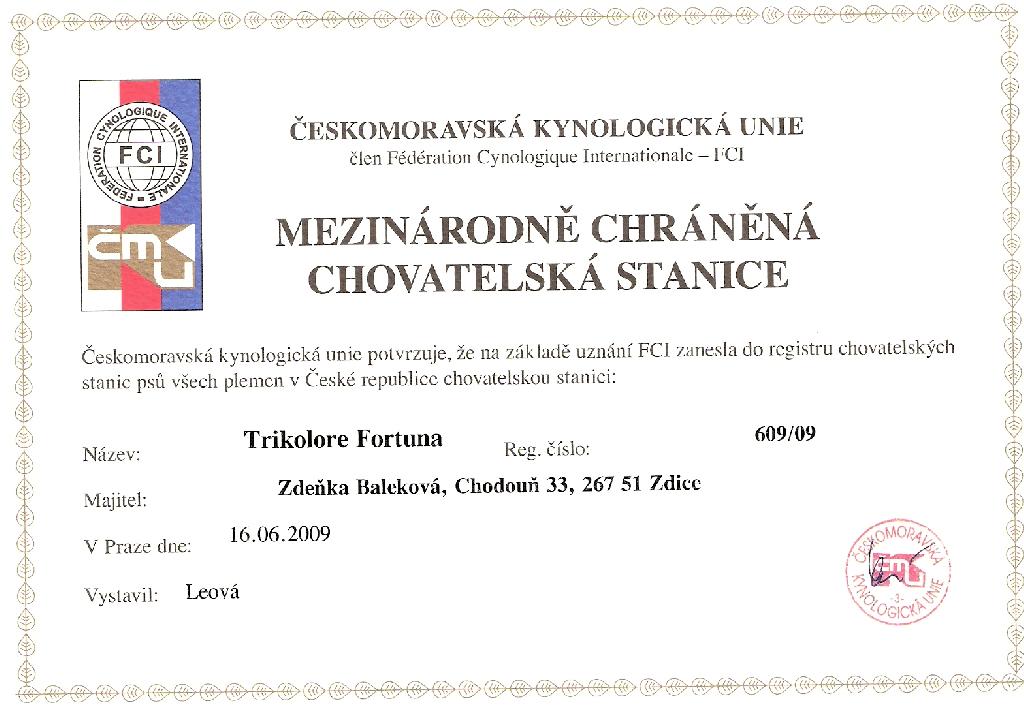 FEDERATION CYNOLOGIQUE INTERNATIONALE
FCI
ČMKU
ČESKOMORAVSKÁ KYNOLOGICKÁ UNIE
člen Fédération Cynologique Internationale – FCI
MEZINÁRODNĚ CHRÁNĚNÁ
CHOVATELSKÁ STANICE
Českomoravská kynologická unie potvrzuje, že na základě uznání FCI zanesla do registru chovatelských
stanic psů všech plemen v České republice chovatelskou stanici:
Název: Trikolore Fortuna Reg. číslo: 609/09
Majitel: Zdeňka Baleková, Chodouň 33, 267 51 Zdice
V Praze dne: 16.06.2009
Vystavil: Leová
ČESKOMORAVSKÁ
ČMKU
-3-
KYNOLOGICKÁ UNIE